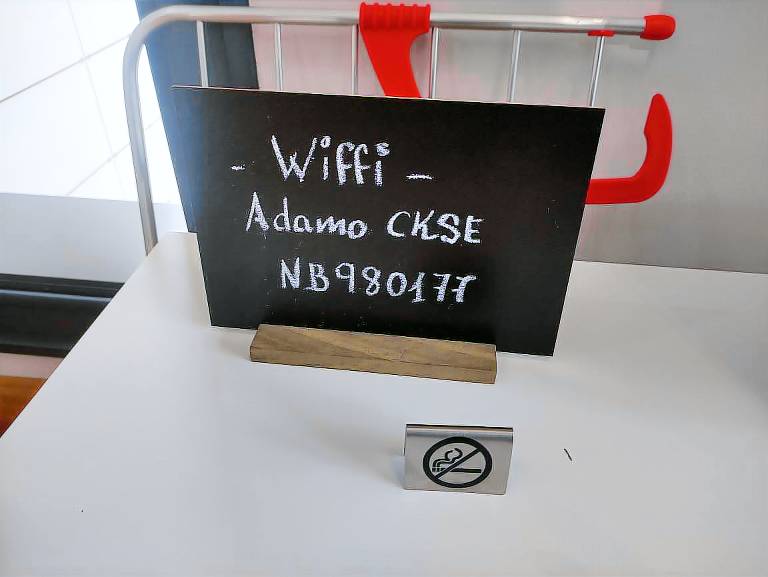 - Wiffi -
Adamo CKSE
NB980177